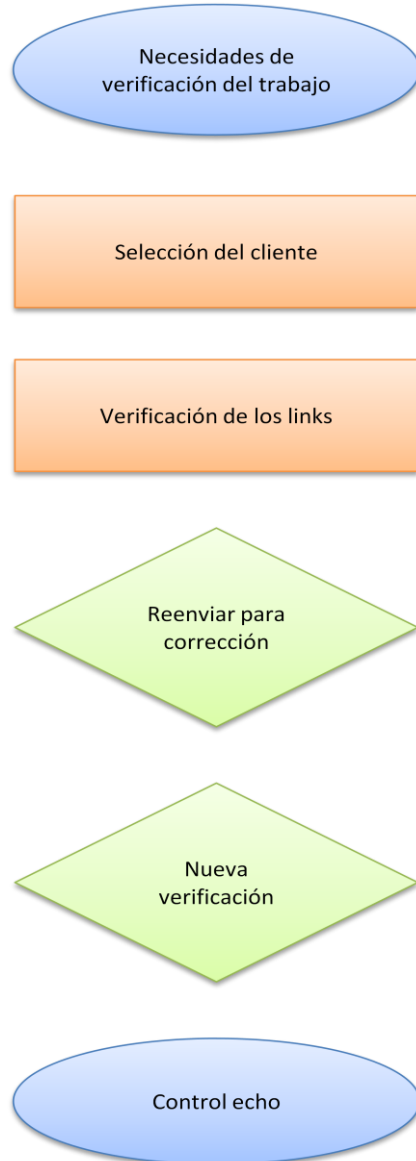 Necesidades de
verificación del trabajo
Selección del cliente
Verificación de los links
Reenviar para
corrección
Nueva
verificación
Control echo